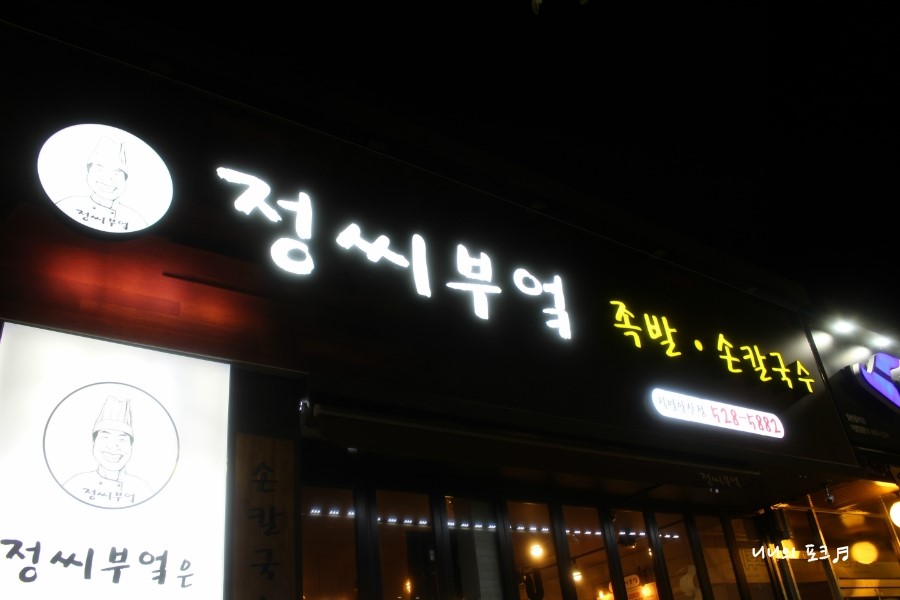 정씨부엌
정씨부엌
족발 · 손칼국수
528-5882
정씨부엌
정씨부엌은
손칼국
정씨부엌
니나와 포크♬